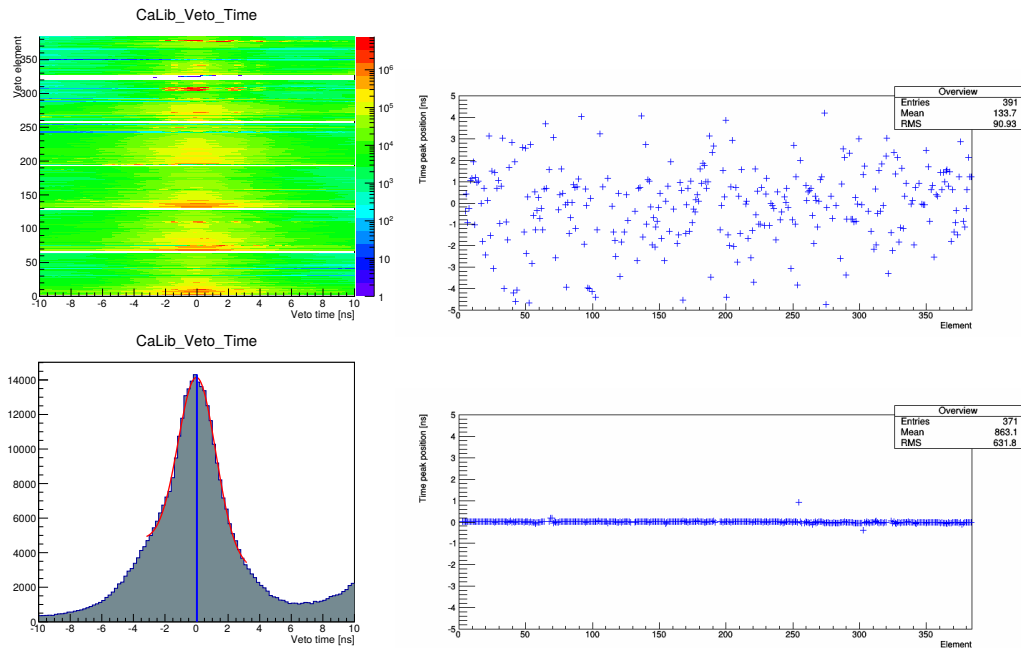 CaLib_Veto_Time
Veto element
350
300
250
200
150
100
50
0
-10 -8 -6 -4 -2 0 2 4 6 8 10
Veto time [ns]
10^6
10^5
10^4
10^3
10^2
10
1
Overview
Entries 391
Mean 133.7
RMS 90.93
Time peak position [ns]
5
4
3
2
1
0
-1
-2
-3
-4
-5
0 50 100 150 200 250 300 350
Element
CaLib_Veto_Time
14000
12000
10000
8000
6000
4000
2000
0
-10 -8 -6 -4 -2 0 2 4 6 8 10
Veto time [ns]
Overview
Entries 371
Mean 863.1
RMS 631.8
Time peak position [ns]
5
4
3
2
1
0
-1
-2
-3
-4
-5
0 50 100 150 200 250 300 350
Element